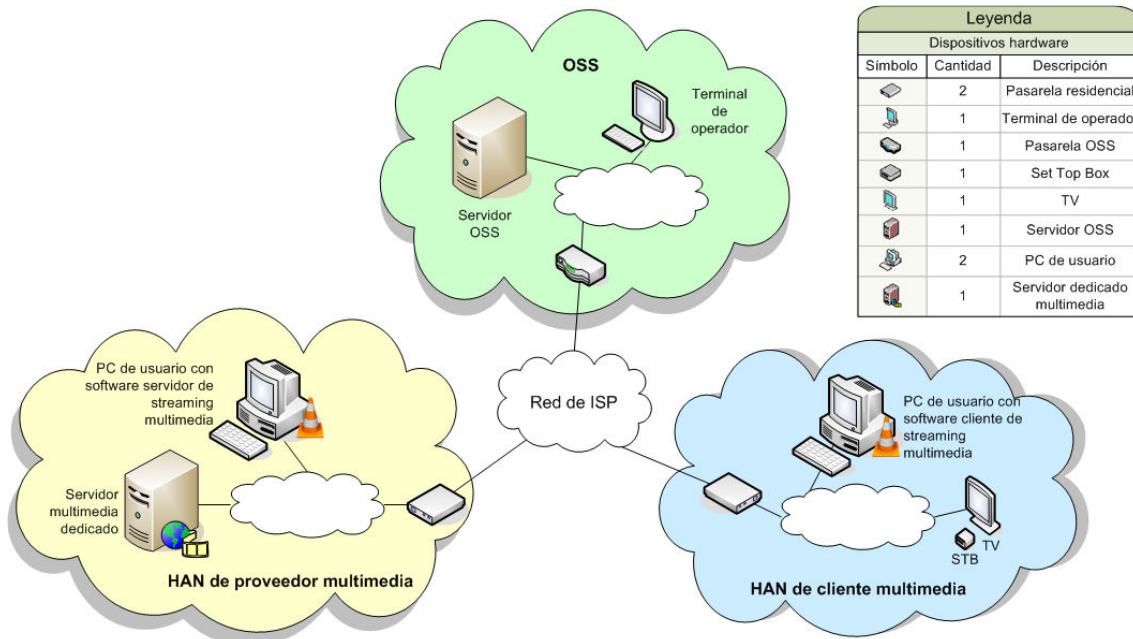 OSS
Terminal
de
operador
Servidor
OSS
Leyenda
Dispositivos hardware
Símbolo Cantidad Descripción
2 Pasarela residencial
1 Terminal de operador
1 Pasarela OSS
1 Set Top Box
1 TV
1 Servidor OSS
2 PC de usuario
1 Servidor dedicado
multimedia
Red de ISP
PC de usuario con
software servidor de
streaming
multimedia
Servidor
multimedia
dedicado
HAN de proveedor multimedia
PC de usuario con
software cliente de
streaming
multimedia
STB
TV
HAN de cliente multimedia